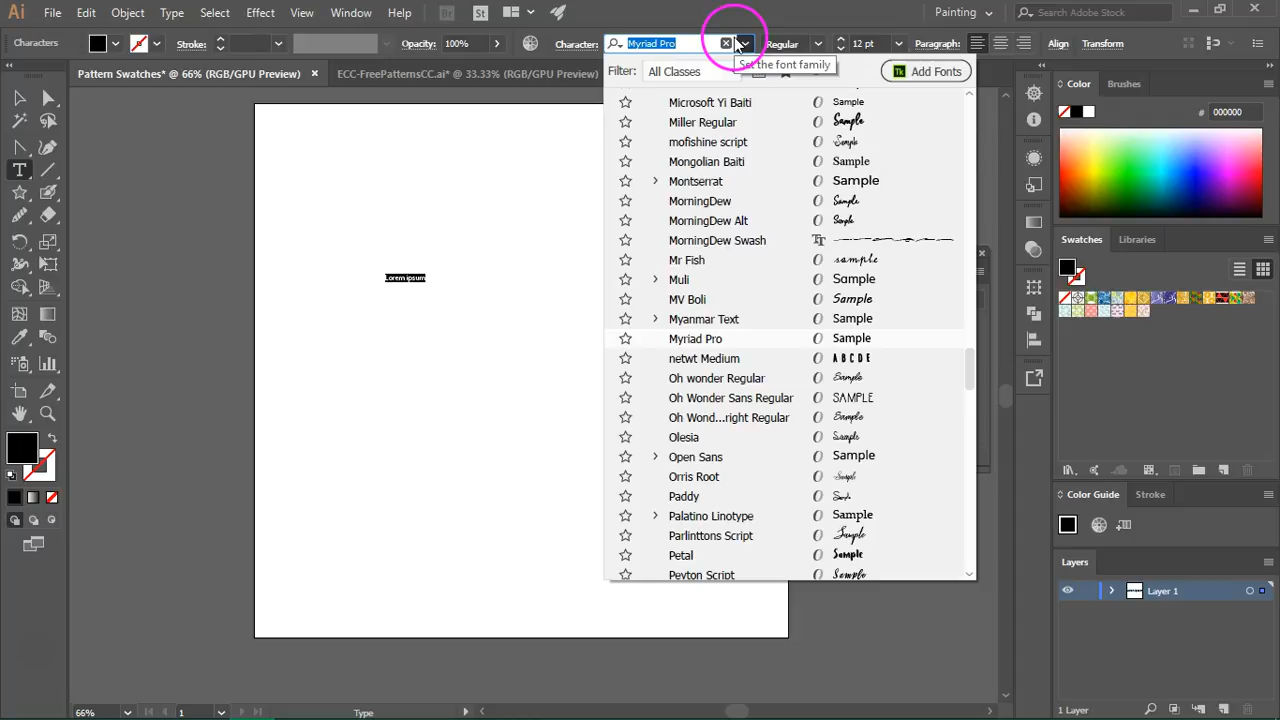 Ai File Edit Object Type Select Effect View Window Help Br St Painting Search Adobe Stock
Characters Stroke: Opacity: 100% Character: Myriad Pro Regular 12 pt Paragraph: Align Transform
Pattern Swatches* @ 66% (RGB/GPU Preview) × ECC-FreePatternsCC.ai* @ 33.33% (RGB/GPU Preview)
Set the font family
Filter: All Classes Tk Add Fonts
Color Brushes
# 000000
Microsoft Yi Baiti Sample
Miller Regular Sample
mofishine script Sample
Mongolian Baiti Sample
Montserrat Sample
MorningDew Sample
MorningDew Alt Sample
MorningDew Swash
Mr Fish sample
Muli Sample
MV Boli Sample
Myanmar Text Sample
Myriad Pro Sample
netwt Medium A B C D E
Oh wonder Regular Sample
Oh Wonder Sans Regular SAMPLE
Oh Wond...right Regular Sample
Olesia Sample
Open Sans Sample
Orris Root Sample
Paddy Sample
Palatino Linotype Sample
Parlinttons Script Sample
Petal Sample
Peyton Script Sample
Lorem ipsum
Swatches Libraries
Color Guide Stroke
Layers
Layer 1
66% 1 Type 1 Layer